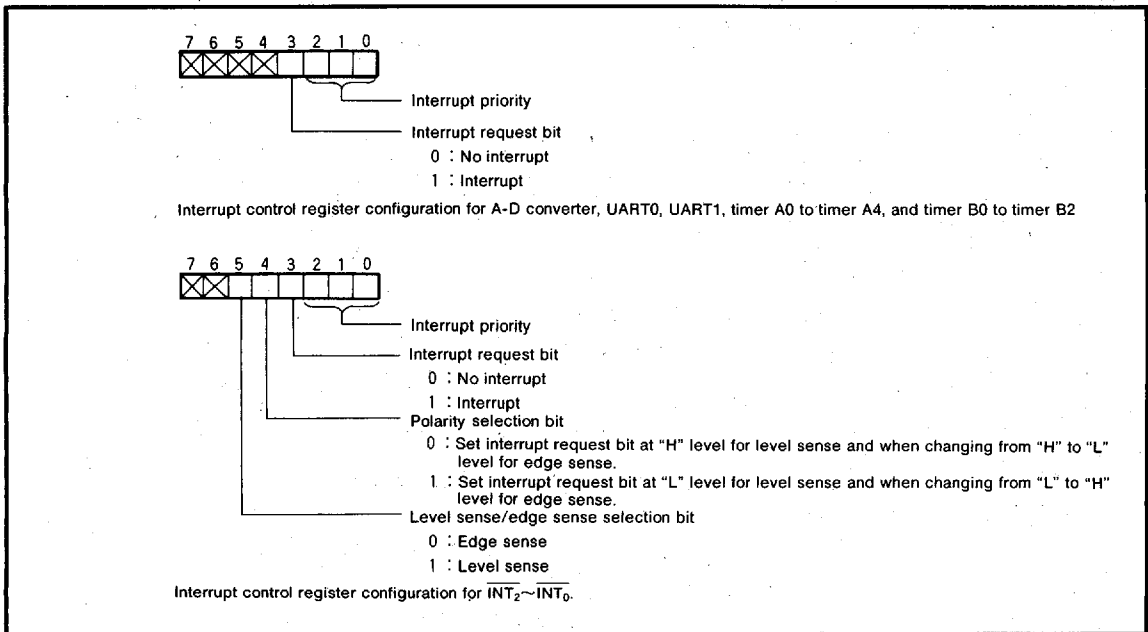 7 6 5 4 3 2 1 0
Interrupt priority
Interrupt request bit
0 : No interrupt
1 : Interrupt
Interrupt control register configuration for A-D converter, UART0, UART1, timer A0 to timer A4, and timer B0 to timer B2
7 6 5 4 3 2 1 0
Interrupt priority
Interrupt request bit
0 : No interrupt
1 : Interrupt
Polarity selection bit
0 : Set interrupt request bit at “H” level for level sense and when changing from “H” to “L”
level for edge sense.
1 : Set interrupt request bit at “L” level for level sense and when changing from “L” to “H”
level for edge sense.
Level sense/edge sense selection bit
0 : Edge sense
1 : Level sense
Interrupt control register configuration for I̅N̅T̅₂~I̅N̅T̅₀.